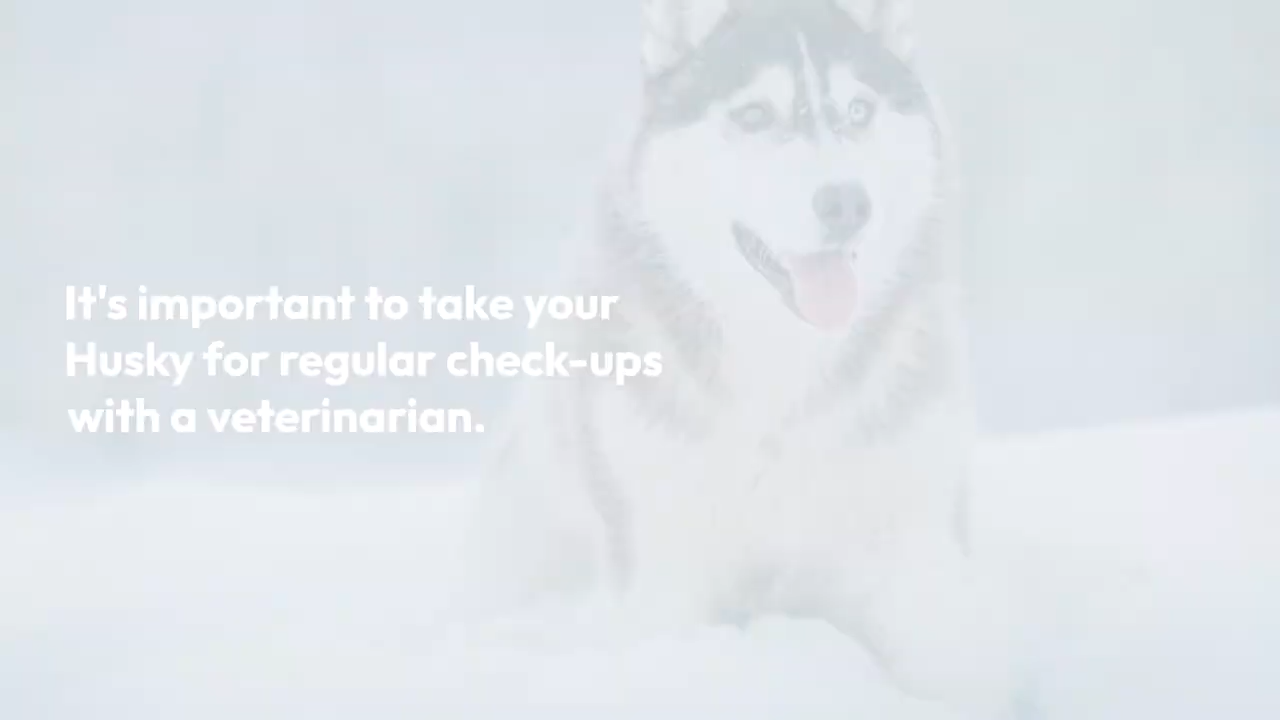 It's important to take your
Husky for regular check-ups
with a veterinarian.